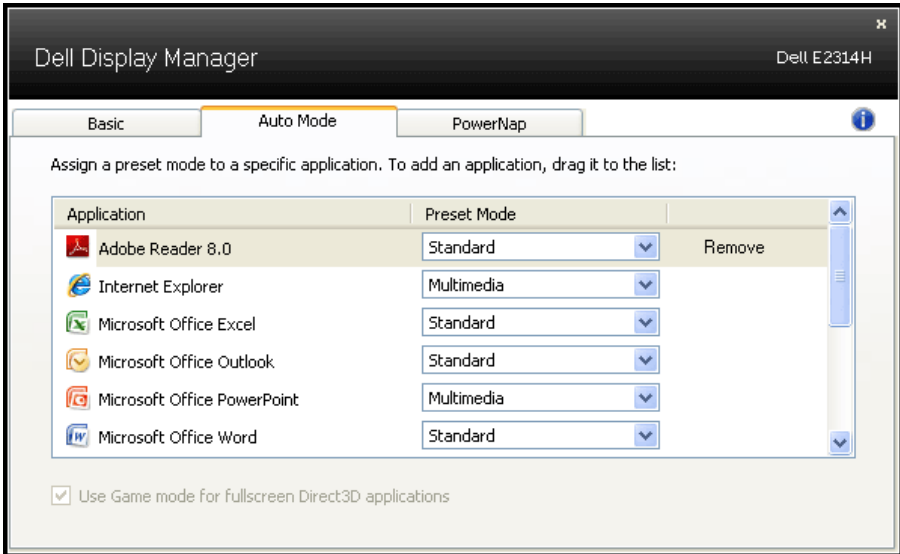 x
Dell Display Manager
Dell E2314H
Basic Auto Mode PowerNap
Assign a preset mode to a specific application. To add an application, drag it to the list:
Application Preset Mode
Adobe Reader 8.0 Standard Remove
Internet Explorer Multimedia
Microsoft Office Excel Standard
Microsoft Office Outlook Standard
Microsoft Office PowerPoint Multimedia
Microsoft Office Word Standard
Use Game mode for fullscreen Direct3D applications